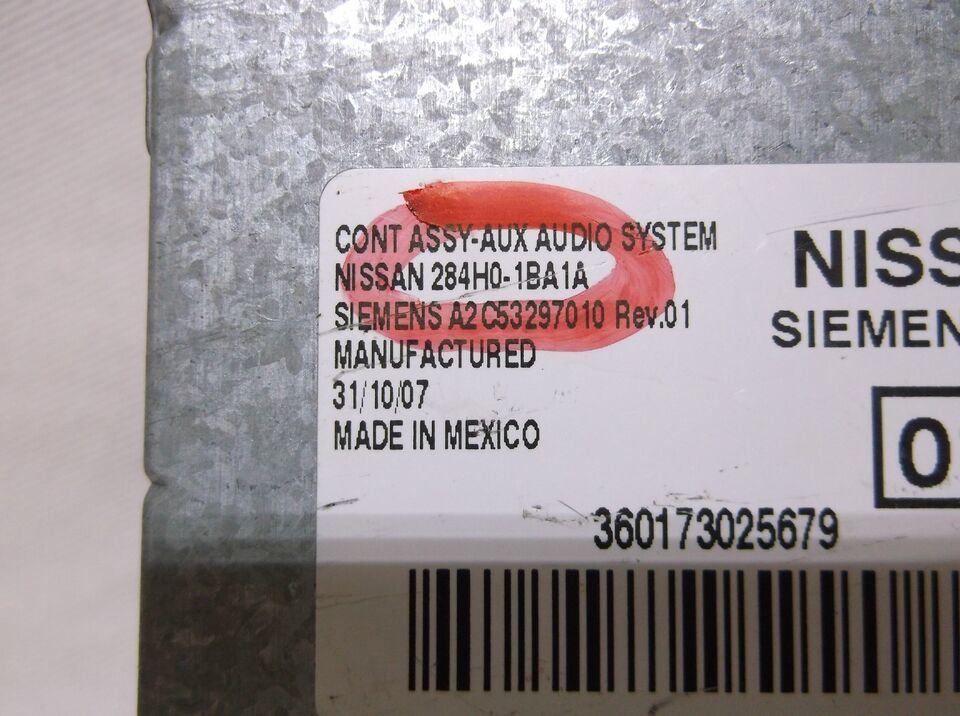 CONT ASSY-AUX AUDIO SYSTEM
NISSAN 284H0-1BA1A
SIEMENS A2C53297010 Rev.01
MANUFACTURED
31/10/07
MADE IN MEXICO
NISS
SIEMEN
0
360173025679